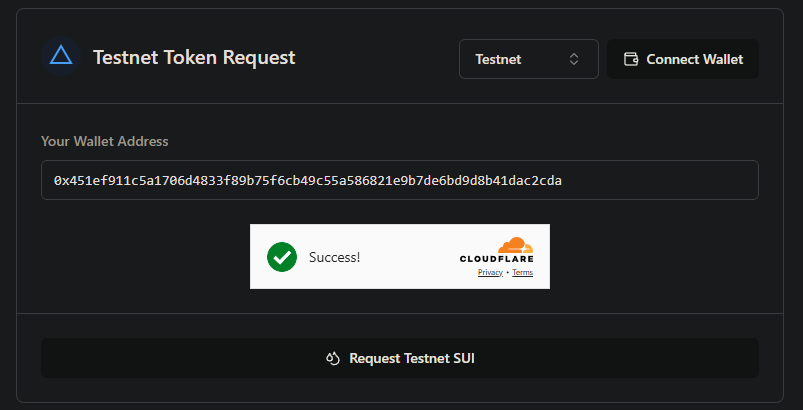 Testnet Token Request
Testnet
Connect Wallet
Your Wallet Address
0x451ef911c5a1706d4833f89b75f6cb49c55a586821e9b7de6bd9d8b41dac2cda
Success!
CLOUDFLARE
Privacy • Terms
Request Testnet SUI